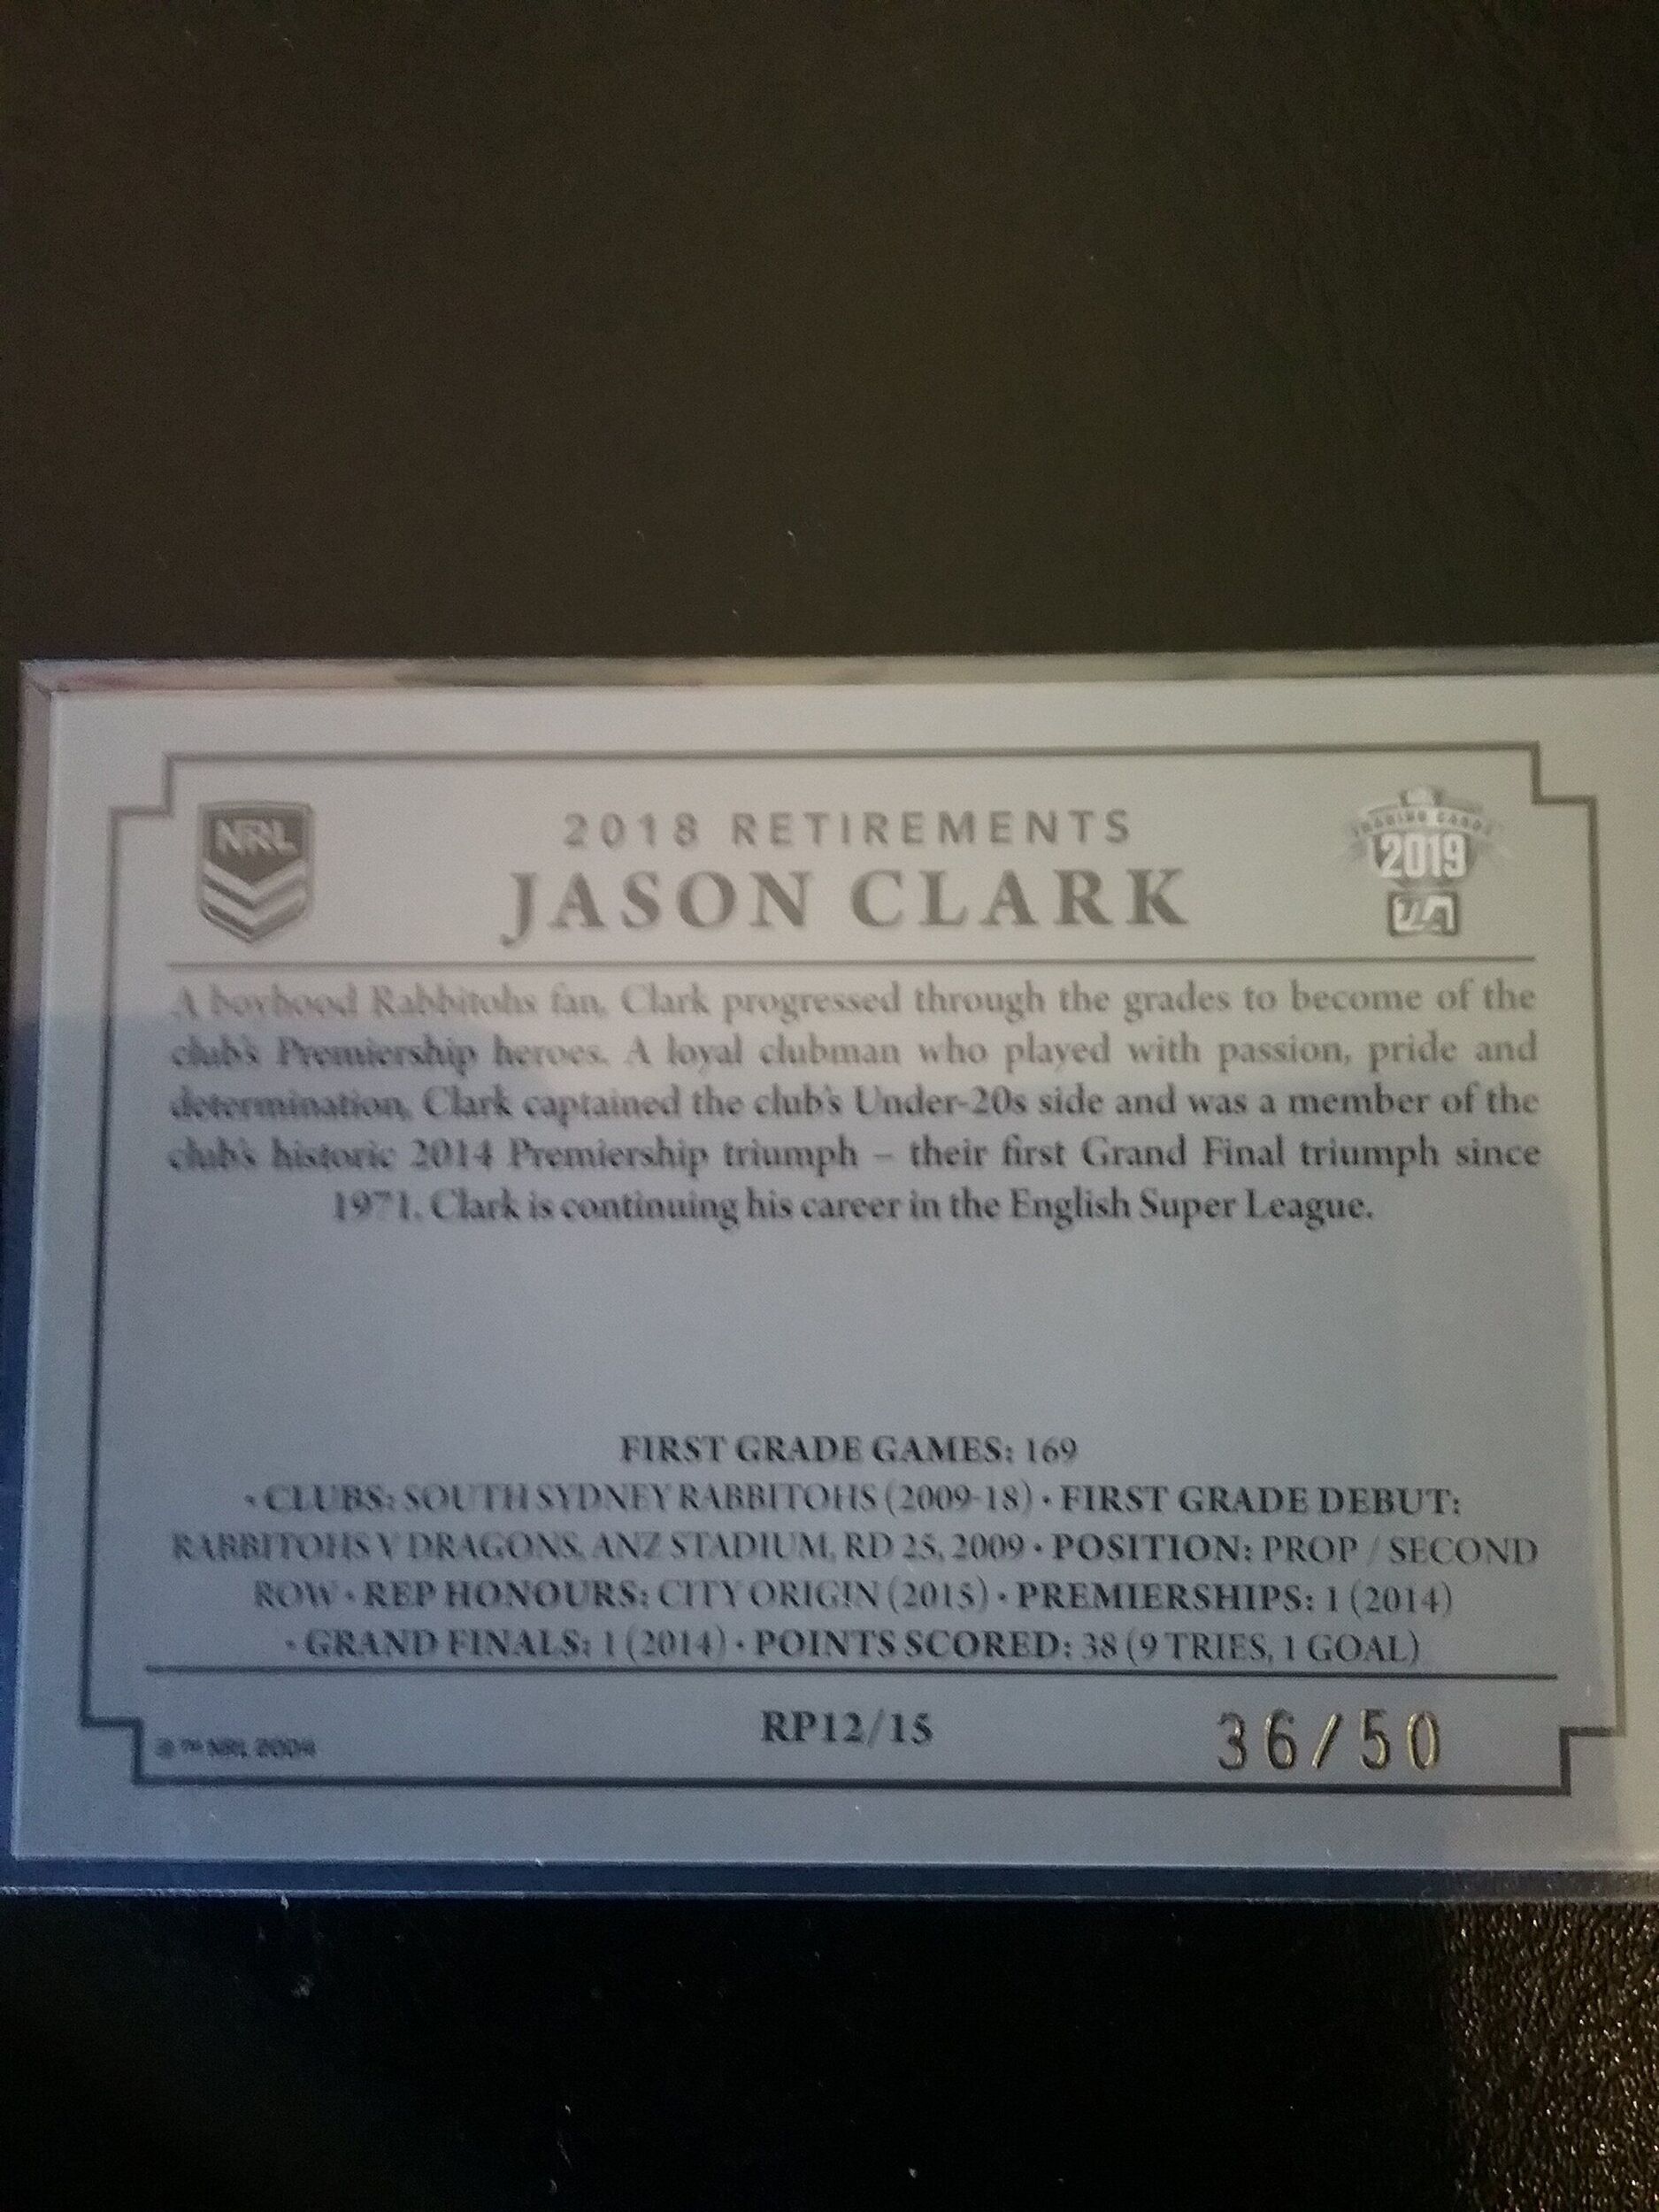 NRL
2018 RETIREMENTS
JASON CLARK
TRADING CARDS
2019
A boyhood Rabbitohs fan, Clark progressed through the grades to become of the
club's Premiership heroes. A loyal clubman who played with passion, pride and
determination, Clark captained the club's Under-20s side and was a member of the
club's historic 2014 Premiership triumph – their first Grand Final triumph since
1971. Clark is continuing his career in the English Super League.
FIRST GRADE GAMES: 169
• CLUBS: SOUTH SYDNEY RABBITOHS (2009-18) • FIRST GRADE DEBUT:
RABBITOHS V DRAGONS, ANZ STADIUM, RD 25, 2009 • POSITION: PROP / SECOND
ROW • REP HONOURS: CITY ORIGIN (2015) • PREMIERSHIPS: 1 (2014)
• GRAND FINALS: 1 (2014) • POINTS SCORED: 38 (9 TRIES, 1 GOAL)
® ™ NRL 2004
RP12/15
36/50